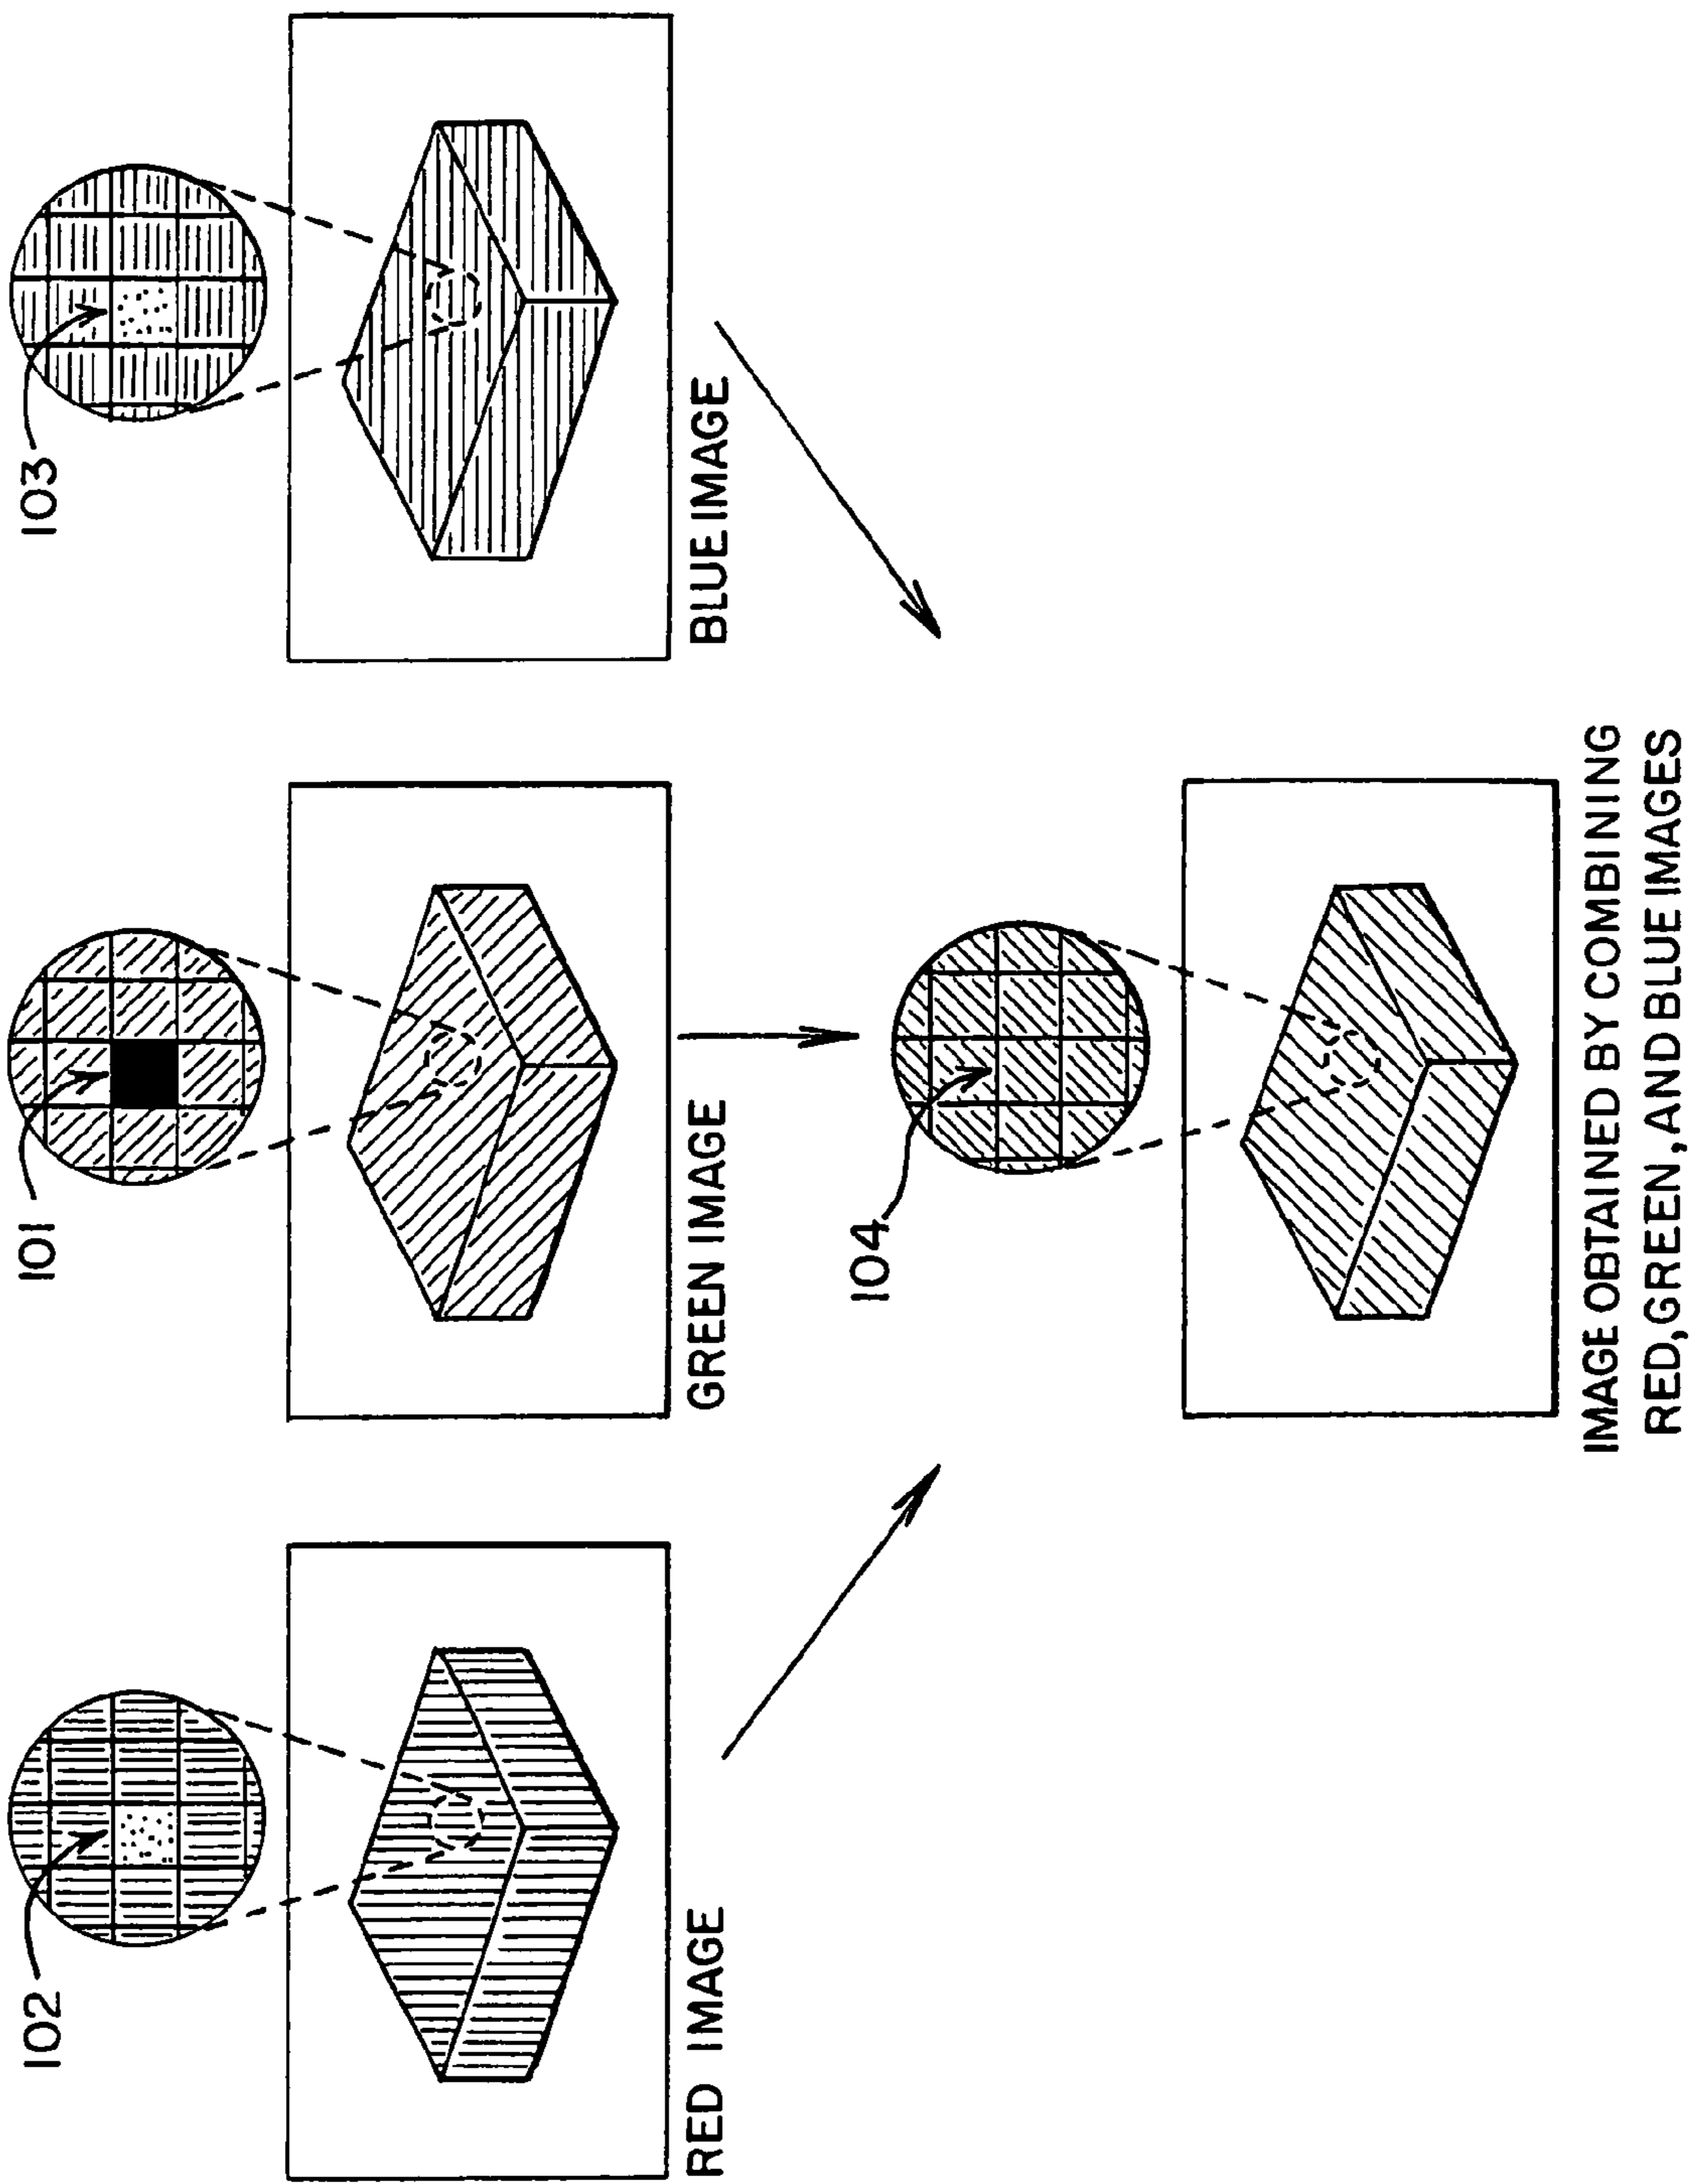 102
101
103
RED IMAGE
GREEN IMAGE
BLUE IMAGE
104
IMAGE OBTAINED BY COMBINING
RED, GREEN, AND BLUE IMAGES